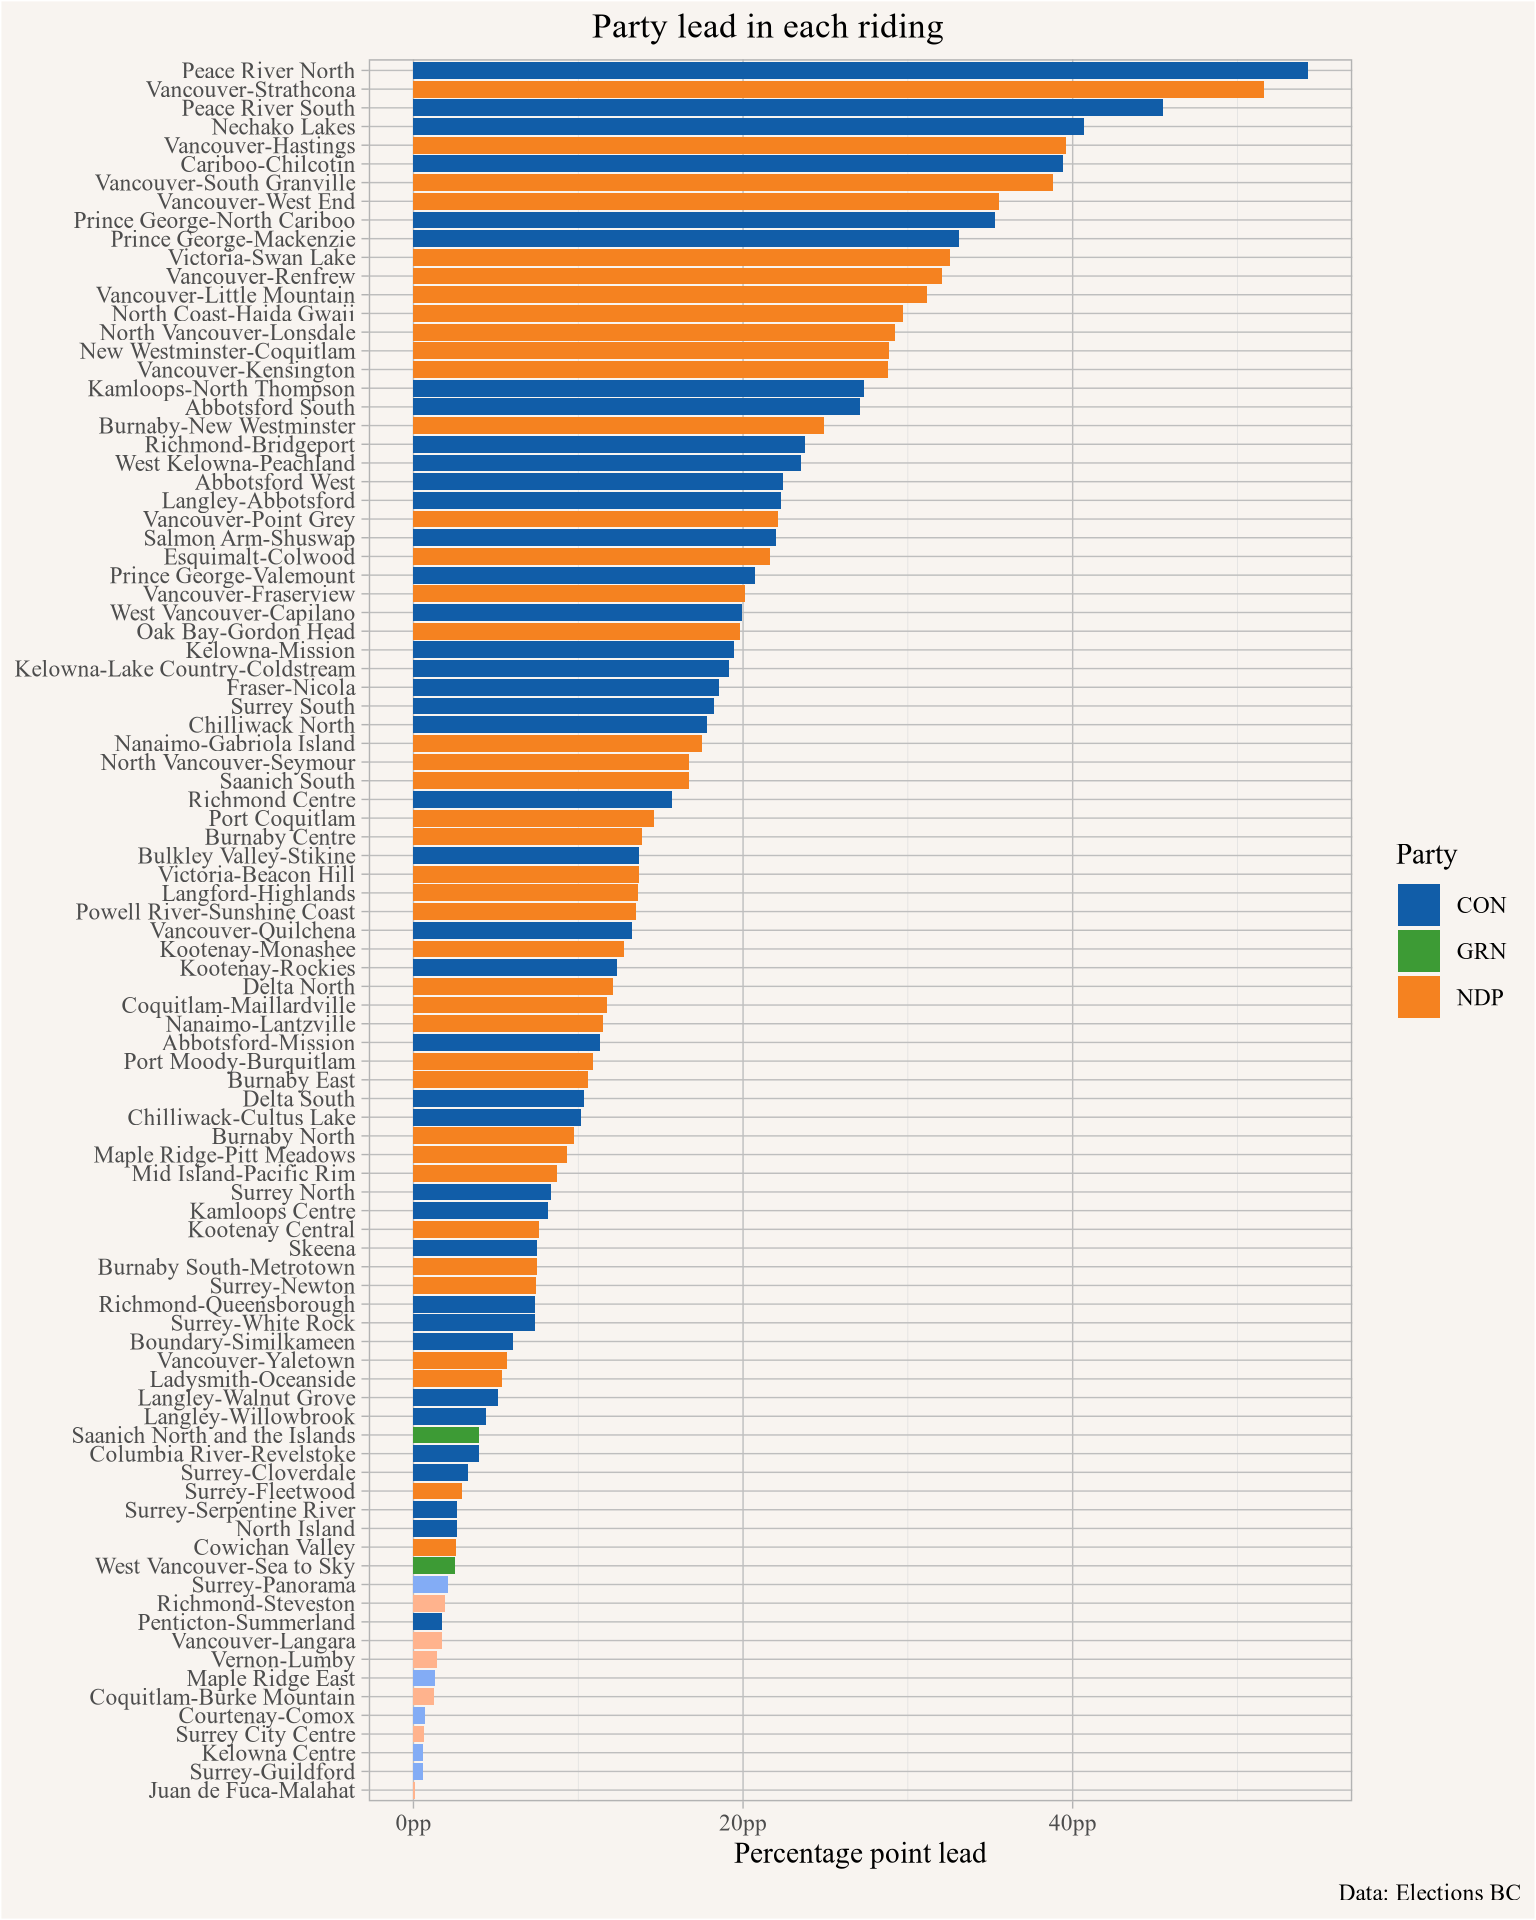 Party lead in each riding
Peace River North
Vancouver-Strathcona
Peace River South
Nechako Lakes
Vancouver-Hastings
Cariboo-Chilcotin
Vancouver-South Granville
Vancouver-West End
Prince George-North Cariboo
Prince George-Mackenzie
Victoria-Swan Lake
Vancouver-Renfrew
Vancouver-Little Mountain
North Coast-Haida Gwaii
North Vancouver-Lonsdale
New Westminster-Coquitlam
Vancouver-Kensington
Kamloops-North Thompson
Abbotsford South
Burnaby-New Westminster
Richmond-Bridgeport
West Kelowna-Peachland
Abbotsford West
Langley-Abbotsford
Vancouver-Point Grey
Salmon Arm-Shuswap
Esquimalt-Colwood
Prince George-Valemount
Vancouver-Fraserview
West Vancouver-Capilano
Oak Bay-Gordon Head
Kelowna-Mission
Kelowna-Lake Country-Coldstream
Fraser-Nicola
Surrey South
Chilliwack North
Nanaimo-Gabriola Island
North Vancouver-Seymour
Saanich South
Richmond Centre
Port Coquitlam
Burnaby Centre
Bulkley Valley-Stikine
Victoria-Beacon Hill
Langford-Highlands
Powell River-Sunshine Coast
Vancouver-Quilchena
Kootenay-Monashee
Kootenay-Rockies
Delta North
Coquitlam-Maillardville
Nanaimo-Lantzville
Abbotsford-Mission
Port Moody-Burquitlam
Burnaby East
Delta South
Chilliwack-Cultus Lake
Burnaby North
Maple Ridge-Pitt Meadows
Mid Island-Pacific Rim
Surrey North
Kamloops Centre
Kootenay Central
Skeena
Burnaby South-Metrotown
Surrey-Newton
Richmond-Queensborough
Surrey-White Rock
Boundary-Similkameen
Vancouver-Yaletown
Ladysmith-Oceanside
Langley-Walnut Grove
Langley-Willowbrook
Saanich North and the Islands
Columbia River-Revelstoke
Surrey-Cloverdale
Surrey-Fleetwood
Surrey-Serpentine River
North Island
Cowichan Valley
West Vancouver-Sea to Sky
Surrey-Panorama
Richmond-Steveston
Penticton-Summerland
Vancouver-Langara
Vernon-Lumby
Maple Ridge East
Coquitlam-Burke Mountain
Courtenay-Comox
Surrey City Centre
Kelowna Centre
Surrey-Guildford
Juan de Fuca-Malahat
0pp 20pp 40pp
Percentage point lead
Party
CON
GRN
NDP
Data: Elections BC